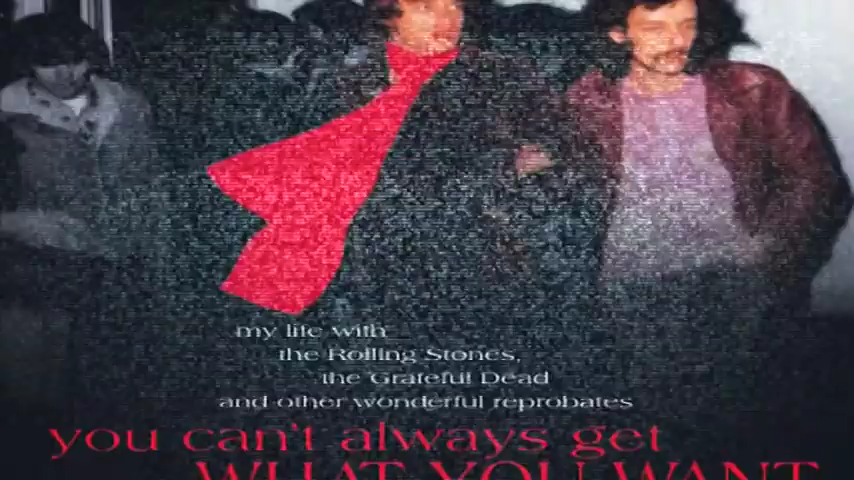 my life with
the Rolling Stones,
the Grateful Dead
and other wonderful reprobates
you can't always get
WHAT YOU WANT